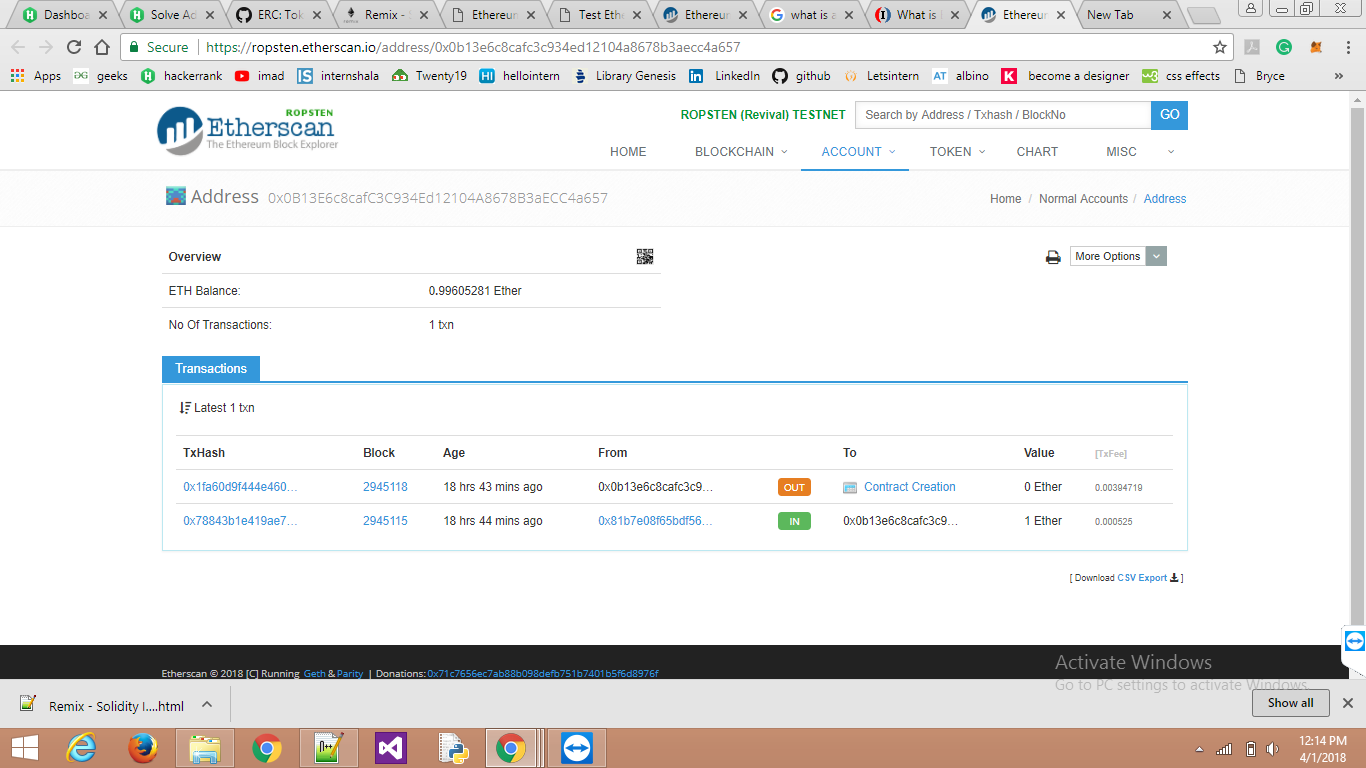 Dashboa
Solve Ad
ERC: Tok
Remix -
Ethereum
Test Ethe
Ethereum
what is a
What is
Ethereum
New Tab
Secure
https://ropsten.etherscan.io/address/0x0b13e6c8cafc3c934ed12104a8678b3aecc4a657
Apps
geeks
hackerrank
imad
internshala
Twenty19
hellointern
Library Genesis
LinkedIn
github
Letsintern
albino
become a designer
css effects
Bryce
»
ROPSTEN
Etherscan
The Ethereum Block Explorer
ROPSTEN (Revival) TESTNET
Search by Address / Txhash / BlockNo
GO
HOME
BLOCKCHAIN
ACCOUNT
TOKEN
CHART
MISC
Address 0x0B13E6c8cafC3C934Ed12104A8678B3aECC4a657
Home / Normal Accounts / Address
Overview
More Options
ETH Balance: 0.99605281 Ether
No Of Transactions: 1 txn
Transactions
Latest 1 txn
TxHash Block Age From To Value [TxFee]
0x1fa60d9f444e460... 2945118 18 hrs 43 mins ago 0x0b13e6c8cafc3c9... OUT Contract Creation 0 Ether 0.00394719
0x78843b1e419ae7... 2945115 18 hrs 44 mins ago 0x81b7e08f65bdf56... IN 0x0b13e6c8cafc3c9... 1 Ether 0.000525
[ Download CSV Export ]
Etherscan © 2018 [C] Running Geth & Parity | Donations: 0x71c7656ec7ab88b098defb751b7401b5f6d8976f
Activate Windows
Go to PC settings to activate Windows.
Remix - Solidity I....html
Show all
12:14 PM
4/1/2018